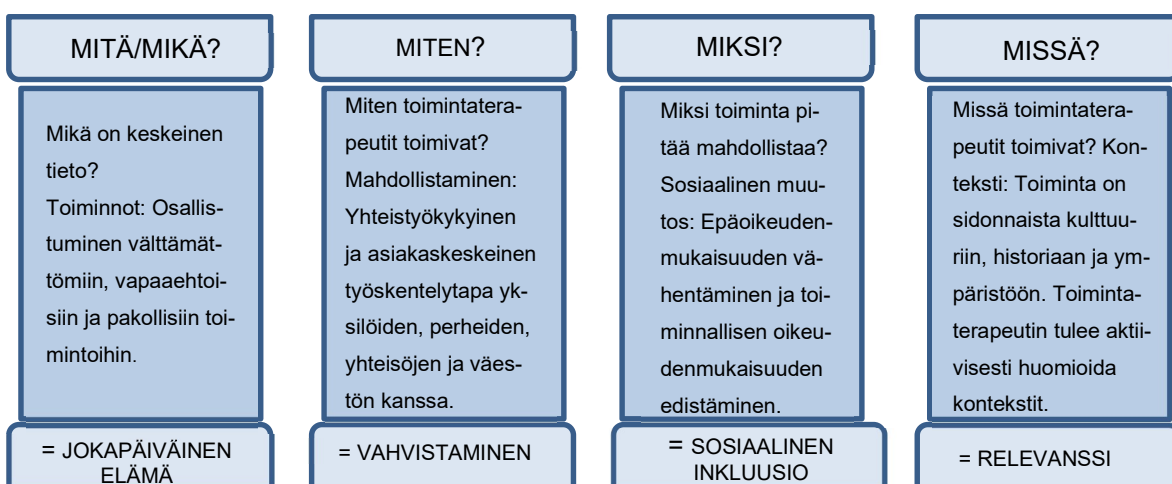 MITÄ/MIKÄ?
Mikä on keskeinen
tieto?
Toiminnot: Osallis-
tuminen välttämät-
tömiin, vapaaehtoi-
siin ja pakollisiin toi-
mintoihin.
= JOKAPÄIVÄINEN
ELÄMÄ
MITEN?
Miten toimintatera-
peutit toimivat?
Mahdollistaminen:
Yhteistyökykyinen
ja asiakaskeskeinen
työskentelytapa yk-
silöiden, perheiden,
yhteisöjen ja väes-
tön kanssa.
= VAHVISTAMINEN
MIKSI?
Miksi toiminta pi-
tää mahdollistaa?
Sosiaalinen muu-
tos: Epäoikeuden-
mukaisuuden vä-
hentäminen ja toi-
minnallisen oikeu-
denmukaisuuden
edistäminen.
= SOSIAALINEN
INKLUUSIO
MISSÄ?
Missä toimintatera-
peutit toimivat? Kon-
teksti: Toiminta on
sidonnaista kulttuu-
riin, historiaan ja ym-
päristöön. Toiminta-
terapeutin tulee aktii-
visesti huomioida
kontekstit.
= RELEVANSSI